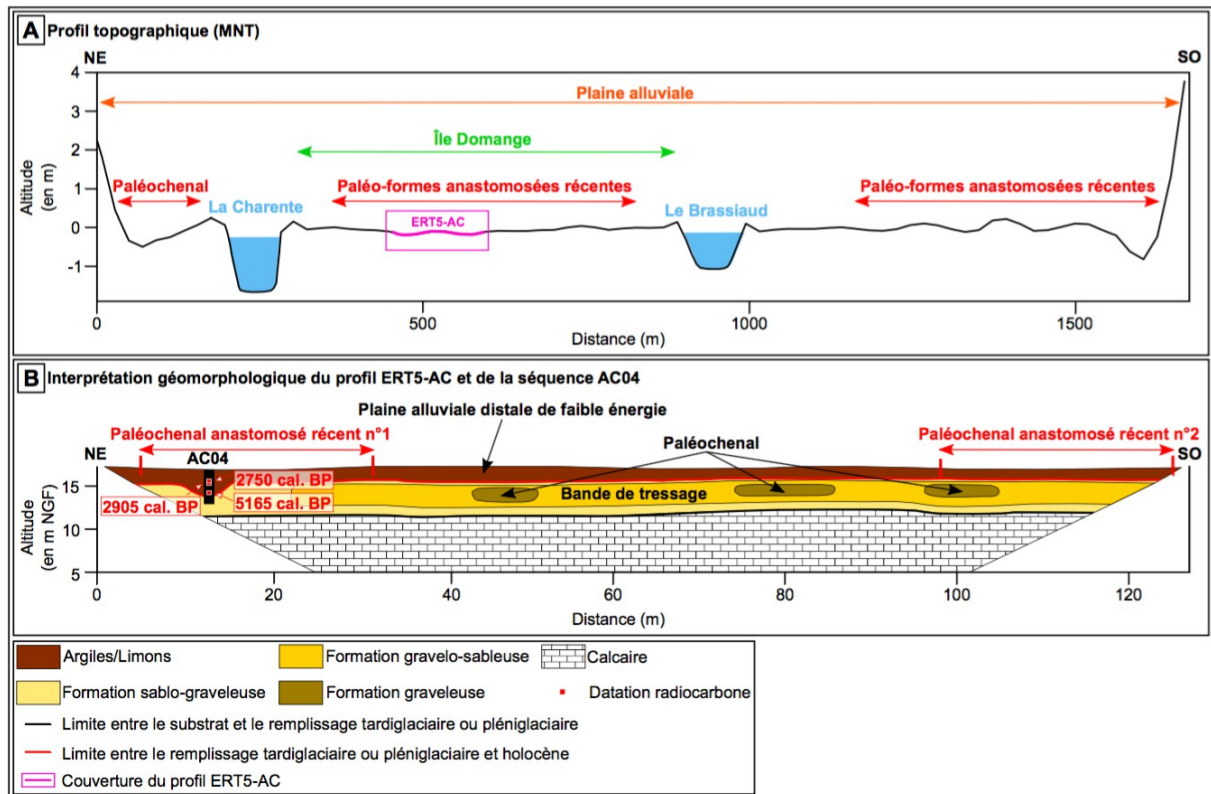 A Profil topographique (MNT)
NE
SO
4
3
2
1
0
-1
Altitude
(en m)
Plaine alluviale
Île Domange
Paléochenal
La Charente
Paléo-formes anastomosées récentes
ERT5-AC
Le Brassiaud
Paléo-formes anastomosées récentes
0
500
1000
1500
Distance (m)
B Interprétation géomorphologique du profil ERT5-AC et de la séquence AC04
Plaine alluviale distale de faible énergie
NE
Paléochenal anastomosé récent n°1
Paléochenal
Paléochenal anastomosé récent n°2
SO
AC04
2750 cal. BP
2905 cal. BP
5165 cal. BP
Bande de tressage
15
10
5
Altitude
(en m NGF)
0
20
40
60
80
100
120
Distance (m)
Argiles/Limons
Formation gravelo-sableuse
Calcaire
Formation sablo-graveleuse
Formation graveleuse
Datation radiocarbone
Limite entre le substrat et le remplissage tardiglaciaire ou pléniglaciaire
Limite entre le remplissage tardiglaciaire ou pléniglaciaire et holocène
Couverture du profil ERT5-AC